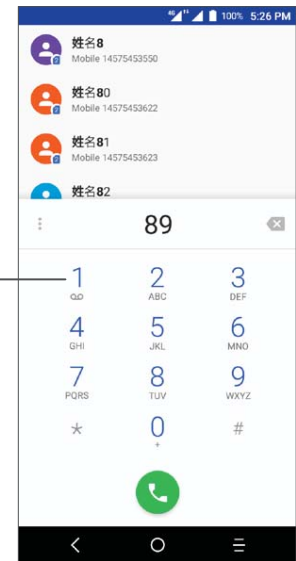 4G 1X 100% 5:26 PM
姓名8
Mobile 14575453550
姓名80
Mobile 14575453622
姓名81
Mobile 14575453623
姓名82
89
1 2 3
ABC DEF
4 5 6
GHI JKL MNO
7 8 9
PQRS TUV WXYZ
* 0 #
+